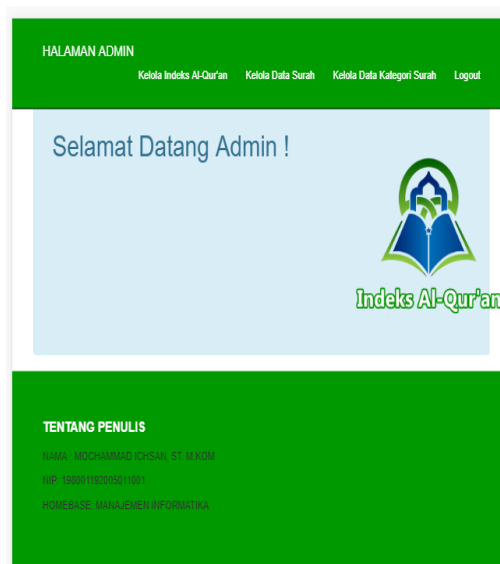 HALAMAN ADMIN
Kelola Indeks Al-Qur'an Kelola Data Surah Kelola Data Kategori Surah Logout
Selamat Datang Admin !
Indeks Al-Qur'an
TENTANG PENULIS
NAMA : MOCHAMMAD ICHSAN, ST. M.KOM
NIP: 198001192005011001
HOMEBASE: MANAJEMEN INFORMATIKA